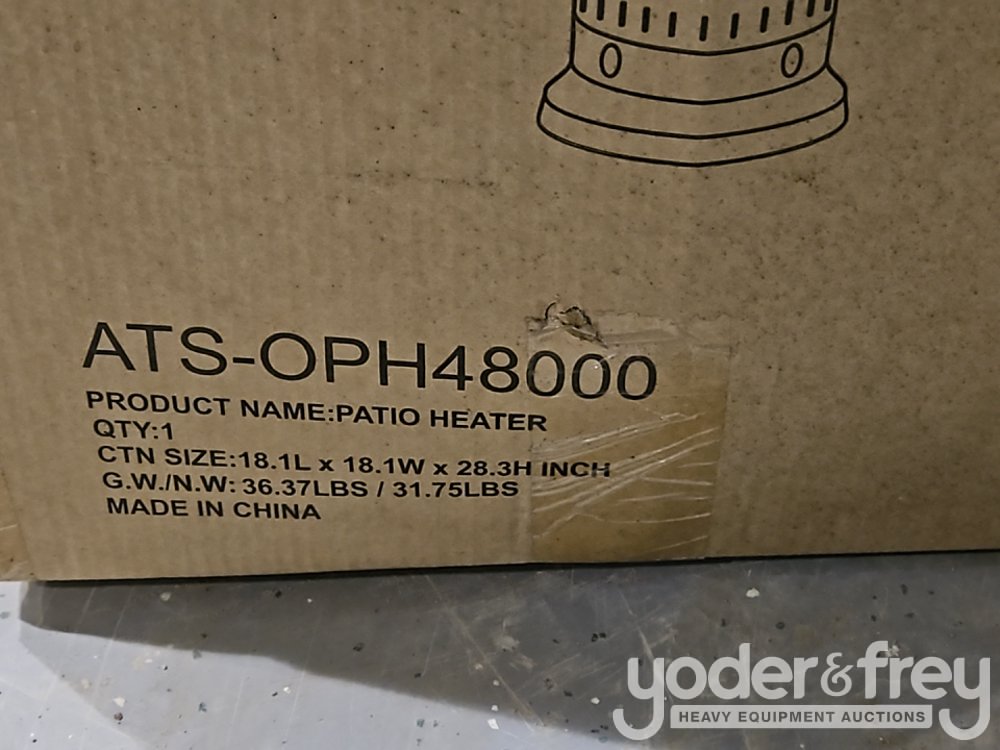 ATS-OPH48000
PRODUCT NAME:PATIO HEATER
QTY:1
CTN SIZE:18.1L x 18.1W x 28.3H INCH
G.W./N.W: 36.37LBS / 31.75LBS
MADE IN CHINA
yoder&frey
HEAVY EQUIPMENT AUCTIONS